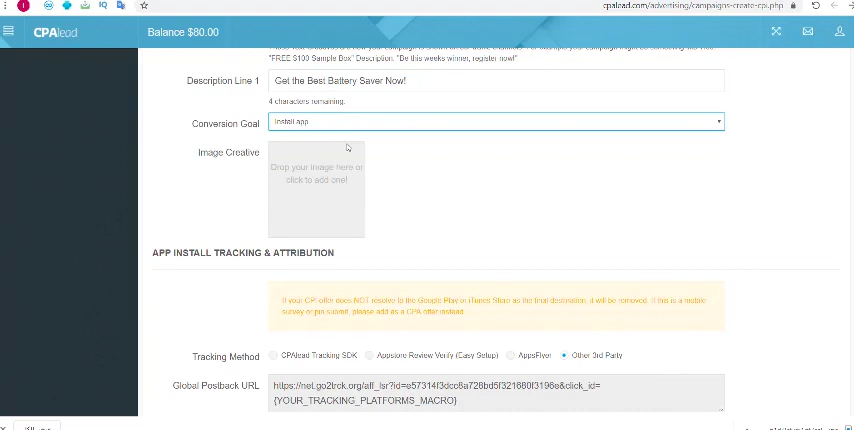 cpalead.com/advertising/campaigns-create-cpi.php
CPAlead
Balance $80.00
"FREE $100 Sample Box" Description: "Be this weeks winner, register now!"
Description Line 1
Get the Best Battery Saver Now!
4 characters remaining.
Conversion Goal
Install app
Image Creative
Drop your image here or
click to add one!
APP INSTALL TRACKING & ATTRIBUTION
If your CPI offer does NOT resolve to the Google Play or iTunes Store as the final destination, it will be removed. If this is a mobile
survey or pin submit, please add as a CPA offer instead
Tracking Method
CPAlead Tracking SDK
Appstore Review Verify (Easy Setup)
AppsFlyer
Other 3rd Party
Global Postback URL
https://net.go2trck.org/aff_lsr?id=e57314f3dcc6a728bd5f321680f3196e&click_id=
{YOUR_TRACKING_PLATFORMS_MACRO}